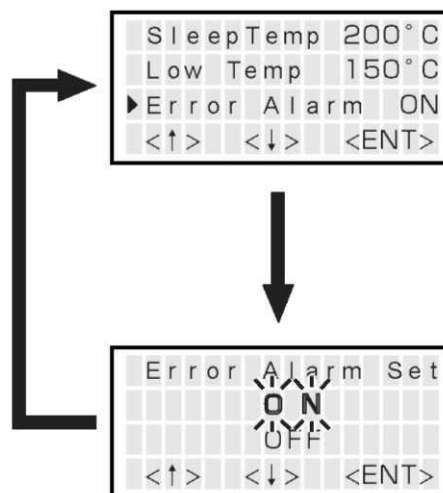 SleepTemp 200°C
Low Temp 150°C
▶Error Alarm ON
<↑> <↓> <ENT>
Error Alarm Set
ON
OFF
<↑> <↓> <ENT>